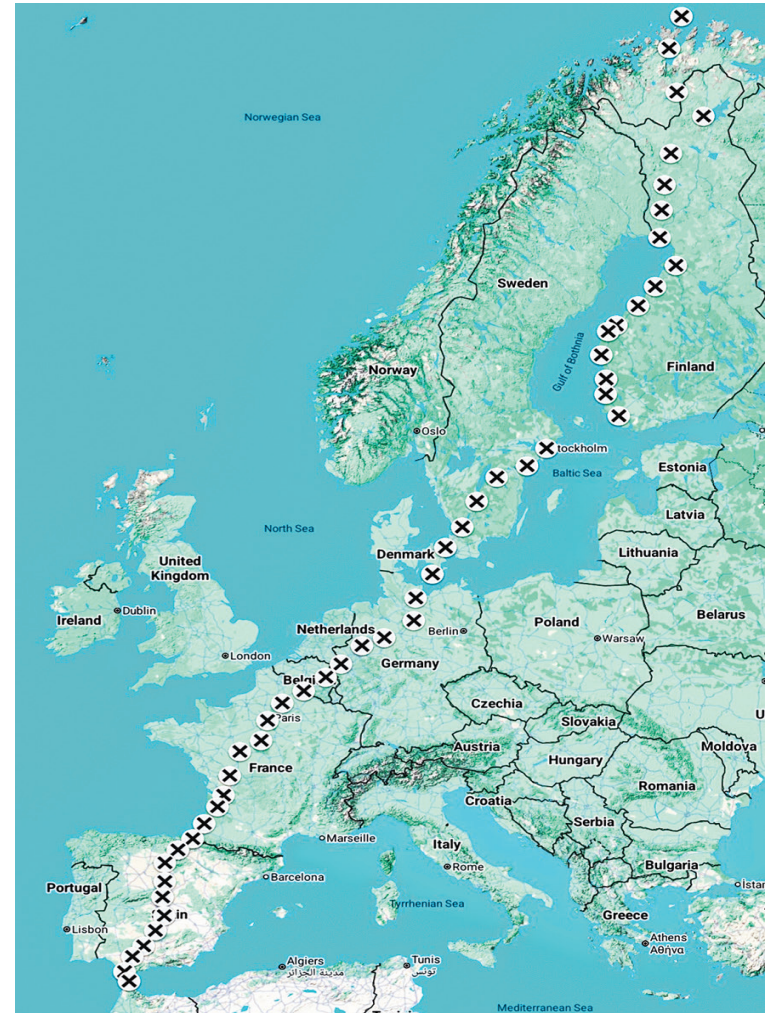 Norwegian Sea
Sweden
Norway
Gulf of Bothnia
Finland
Oslo
tockholm
Baltic Sea
Estonia
Latvia
North Sea
Denmark
Lithuania
United
Kingdom
Ireland
Dublin
Netherlands
Berlin
Poland
Belarus
Warsaw
London
Germany
Belgi
Czechia
Paris
Slovakia
U
Austria
Moldova
Hungary
France
Romania
Croatia
Serbia
Marseille
Italy
Bulgaria
Rome
Barcelona
Portugal
Istan
Tyrrhenian Sea
in
Greece
Lisbon
Athens
Αθήνα
Algiers
مدينة الجزائر
Tunis
تونس
Mediterranean Sea